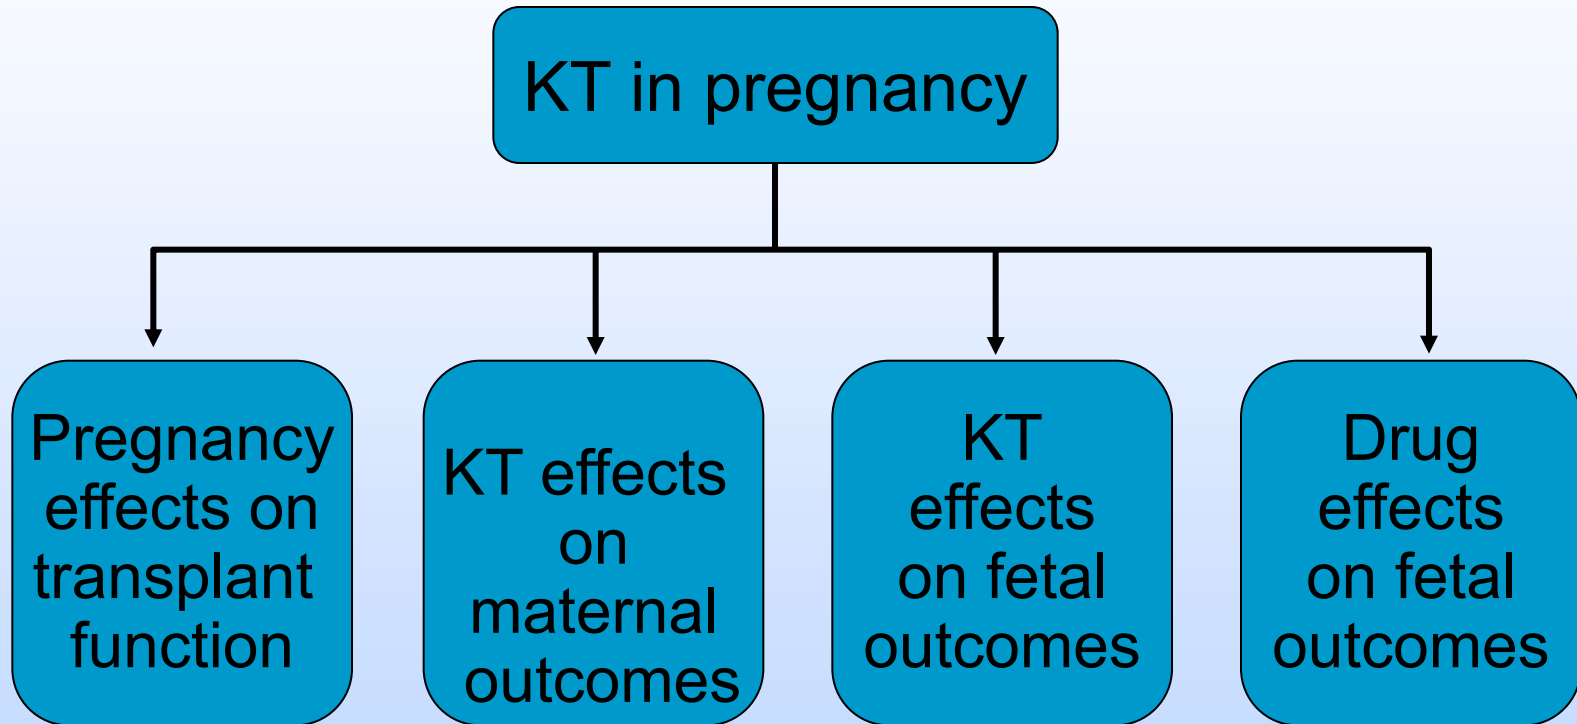 KT in pregnancy
Pregnancy
effects on
transplant
function
KT effects
on
maternal
outcomes
KT
effects
on fetal
outcomes
Drug
effects
on fetal
outcomes